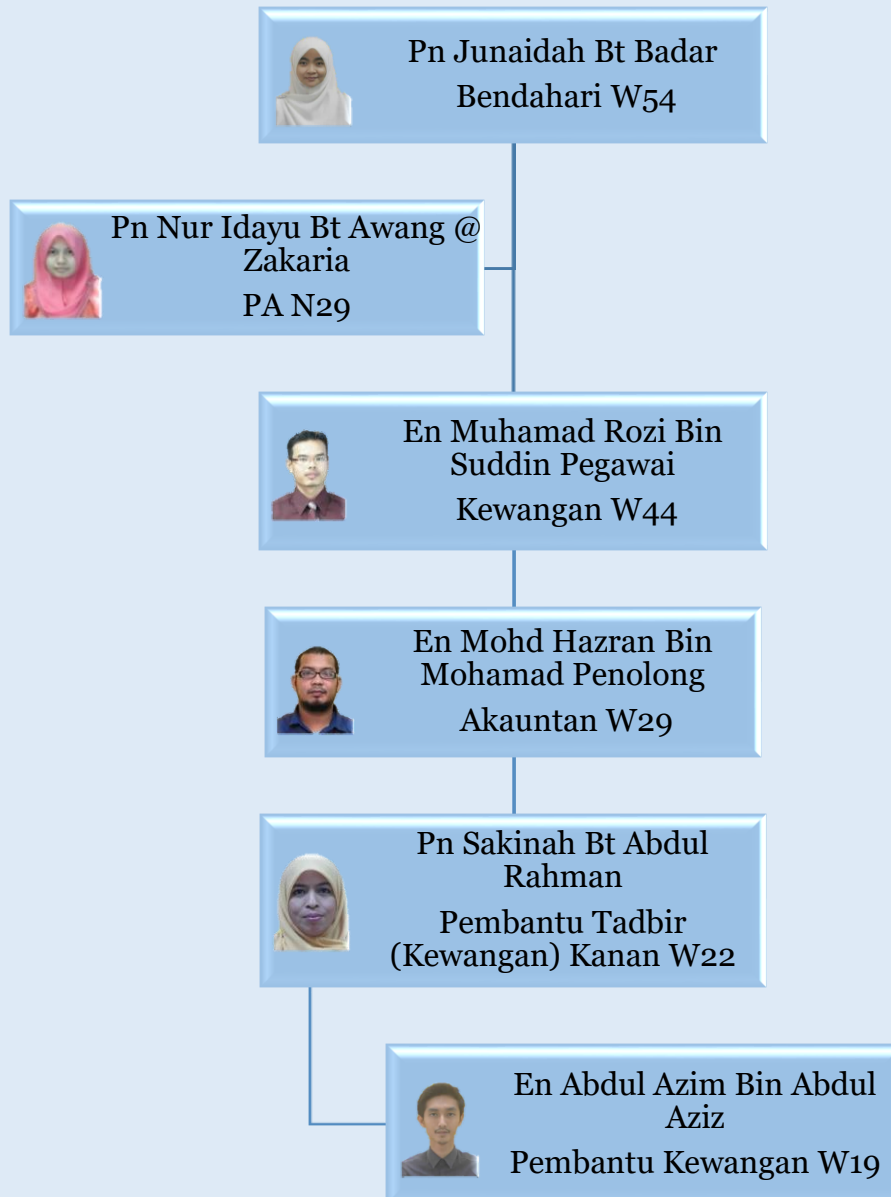 Pn Junaidah Bt Badar
Bendahari W54
Pn Nur Idayu Bt Awang @
Zakaria
PA N29
En Muhamad Rozi Bin
Suddin Pegawai
Kewangan W44
En Mohd Hazran Bin
Mohamad Penolong
Akauntan W29
Pn Sakinah Bt Abdul
Rahman
Pembantu Tadbir
(Kewangan) Kanan W22
En Abdul Azim Bin Abdul
Aziz
Pembantu Kewangan W19